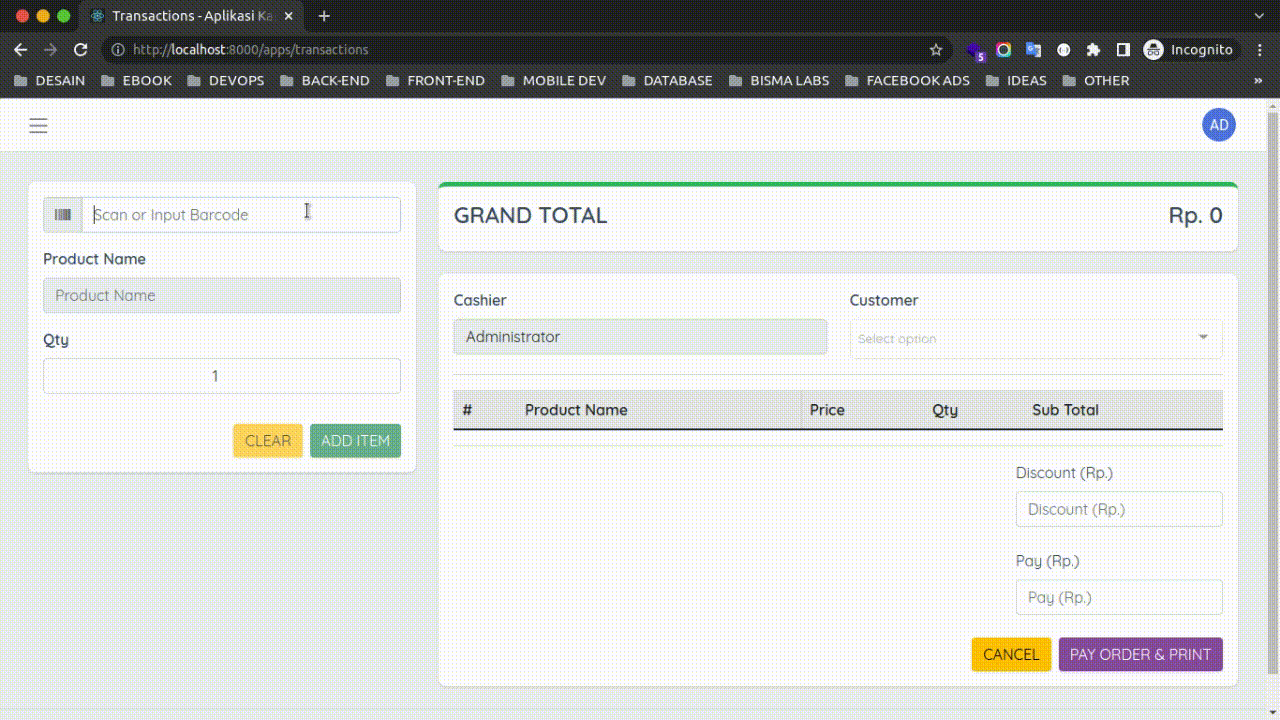 Transactions - Aplikasi Ka
http://localhost:8000/apps/transactions
5
Incognito
DESAIN
EBOOK
DEVOPS
BACK-END
FRONT-END
MOBILE DEV
DATABASE
BISMA LABS
FACEBOOK ADS
IDEAS
OTHER
»
AD
Scan or Input Barcode
Product Name
Product Name
Qty
1
CLEAR
ADD ITEM
GRAND TOTAL
Rp. 0
Cashier
Customer
Administrator
Select option
# Product Name Price Qty Sub Total
Discount (Rp.)
Discount (Rp.)
Pay (Rp.)
Pay (Rp.)
CANCEL
PAY ORDER & PRINT